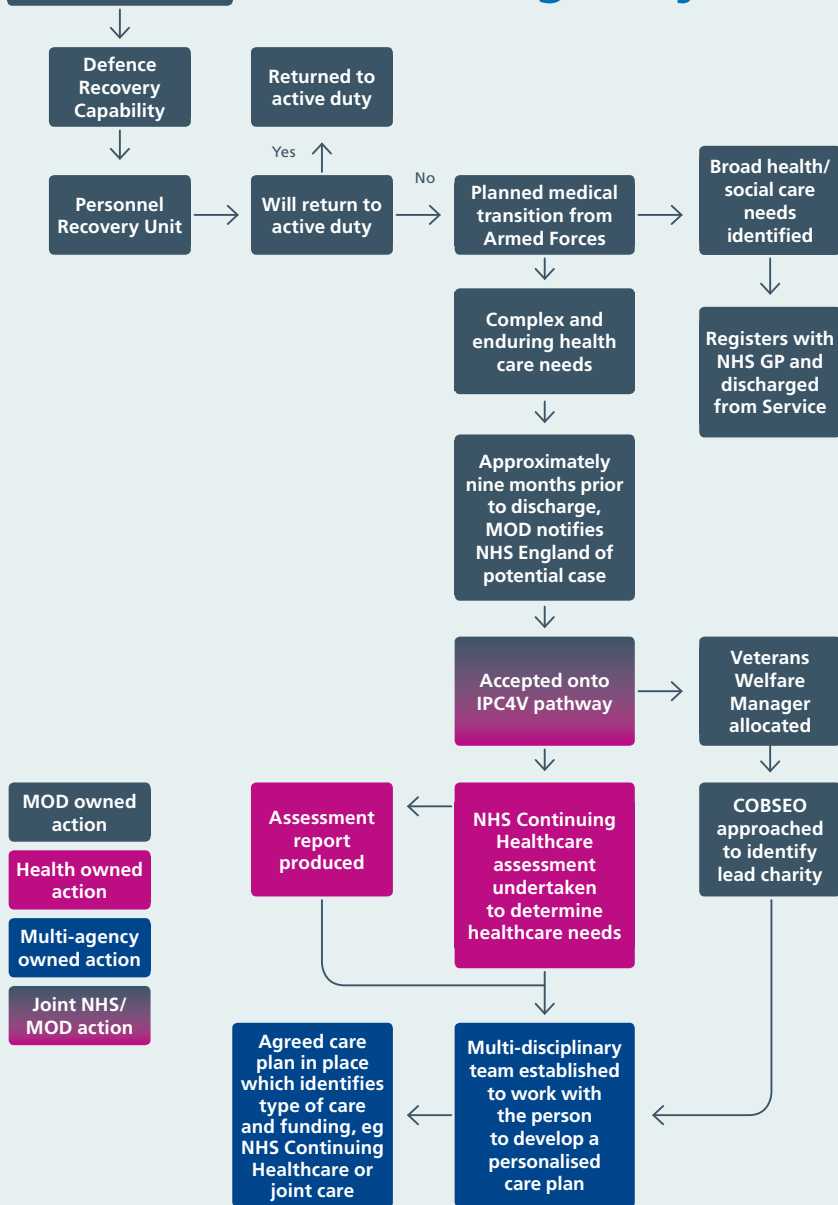 Defence
Recovery
Capability
Returned to
active duty
Yes
No
Personnel
Recovery Unit
Will return to
active duty
Planned medical
transition from
Armed Forces
Broad health/
social care
needs
identified
Complex and
enduring health
care needs
Registers with
NHS GP and
discharged
from Service
Approximately
nine months prior
to discharge,
MOD notifies
NHS England of
potential case
Accepted onto
IPC4V pathway
Veterans
Welfare
Manager
allocated
MOD owned
action
Health owned
action
Multi-agency
owned action
Joint NHS/
MOD action
Assessment
report
produced
NHS Continuing
Healthcare
assessment
undertaken
to determine
healthcare needs
COBSEO
approached
to identify
lead charity
Agreed care
plan in place
which identifies
type of care
and funding, eg
NHS Continuing
Healthcare or
joint care
Multi-disciplinary
team established
to work with
the person
to develop a
personalised
care plan